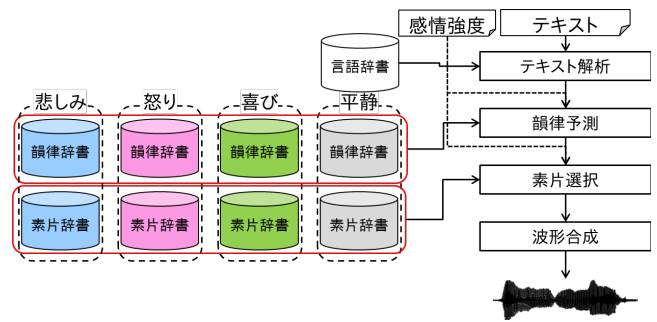 感情強度
テキスト
言語辞書
テキスト解析
悲しみ
怒り
喜び
平静
韻律辞書
韻律辞書
韻律辞書
韻律辞書
韻律予測
素片選択
素片辞書
素片辞書
素片辞書
素片辞書
波形合成